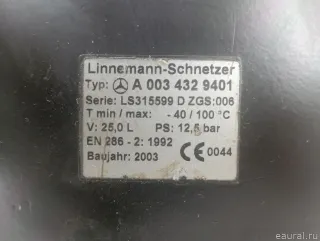 Linnemann-Schnetzer
Typ: A 003 432 9401
Serie: LS315599 D ZGS:006
T min / max: - 40 / 100 °C
V: 25,0 L PS: 12,5 bar
EN 286 - 2: 1992
Baujahr: 2003 CE 0044
eaural.ru